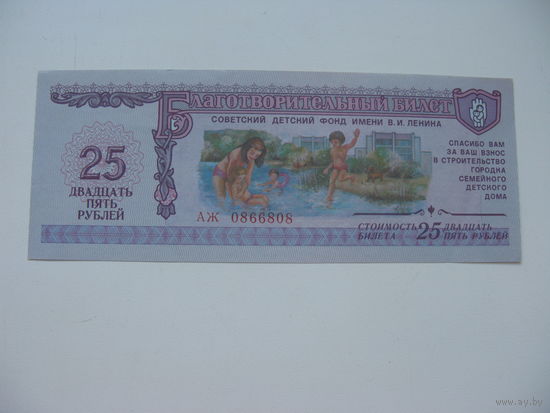 Благотворительный билет
СОВЕТСКИЙ ДЕТСКИЙ ФОНД ИМЕНИ В. И. ЛЕНИНА
25
ДВАДЦАТЬ
ПЯТЬ
РУБЛЕЙ
СПАСИБО ВАМ
ЗА ВАШ ВЗНОС
В СТРОИТЕЛЬСТВО
ГОРОДКА
СЕМЕЙНОГО
ДЕТСКОГО
ДОМА
АЖ 0866808
СТОИМОСТЬ
БИЛЕТА
25 ДВАДЦАТЬ
ПЯТЬ РУБЛЕЙ
www.ay.by